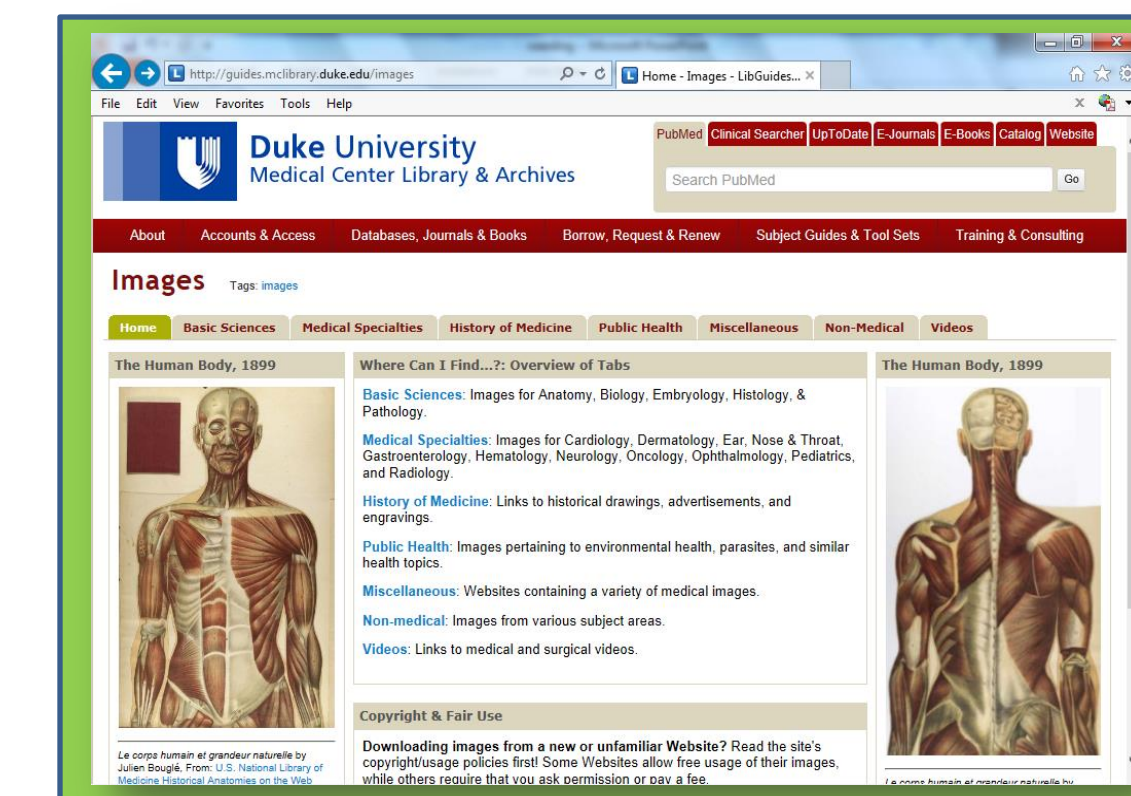 http://guides.mclibrary.duke.edu/images
Home - Images - LibGuides...
File Edit View Favorites Tools Help
Duke University
Medical Center Library & Archives
PubMed Clinical Searcher UpToDate E-Journals E-Books Catalog Website
Search PubMed Go
About Accounts & Access Databases, Journals & Books Borrow, Request & Renew Subject Guides & Tool Sets Training & Consulting
Images Tags: images
Home Basic Sciences Medical Specialties History of Medicine Public Health Miscellaneous Non-Medical Videos
The Human Body, 1899
Le corps humain et grandeur naturelle by
Julien Bouglé, From: U.S. National Library of
Medicine Historical Anatomies on the Web
Where Can I Find...?: Overview of Tabs
Basic Sciences: Images for Anatomy, Biology, Embryology, Histology, &
Pathology.
Medical Specialties: Images for Cardiology, Dermatology, Ear, Nose & Throat,
Gastroenterology, Hematology, Neurology, Oncology, Ophthalmology, Pediatrics,
and Radiology.
History of Medicine: Links to historical drawings, advertisements, and
engravings.
Public Health: Images pertaining to environmental health, parasites, and similar
health topics.
Miscellaneous: Websites containing a variety of medical images.
Non-medical: Images from various subject areas.
Videos: Links to medical and surgical videos.
Copyright & Fair Use
Downloading images from a new or unfamiliar Website? Read the site's
copyright/usage policies first! Some Websites allow free usage of their images,
while others require that you ask permission or pay a fee.
The Human Body, 1899
Le corps humain et grandeur naturelle by